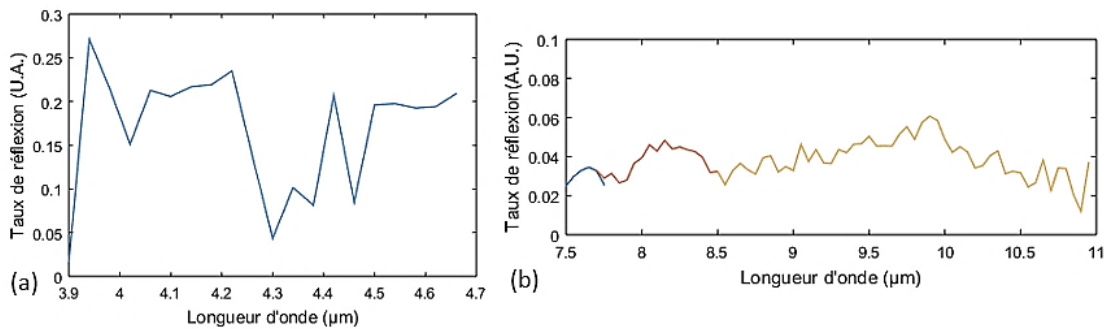 Taux de réflexion (U.A.)
0.3
0.25
0.2
0.15
0.1
0.05
0
3.9 4 4.1 4.2 4.3 4.4 4.5 4.6 4.7
Longueur d'onde (µm)
(a)
Taux de réflexion (A.U.)
0.1
0.08
0.06
0.04
0.02
0
7.5 8 8.5 9 9.5 10 10.5 11
Longueur d'onde (µm)
(b)